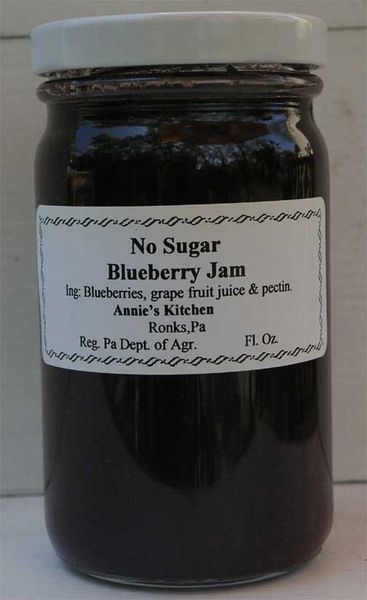 No Sugar
Blueberry Jam
Ing: Blueberries, grape fruit juice & pectin.
Annie's Kitchen
Ronks,Pa
Reg. Pa Dept. of Agr. Fl. Oz.